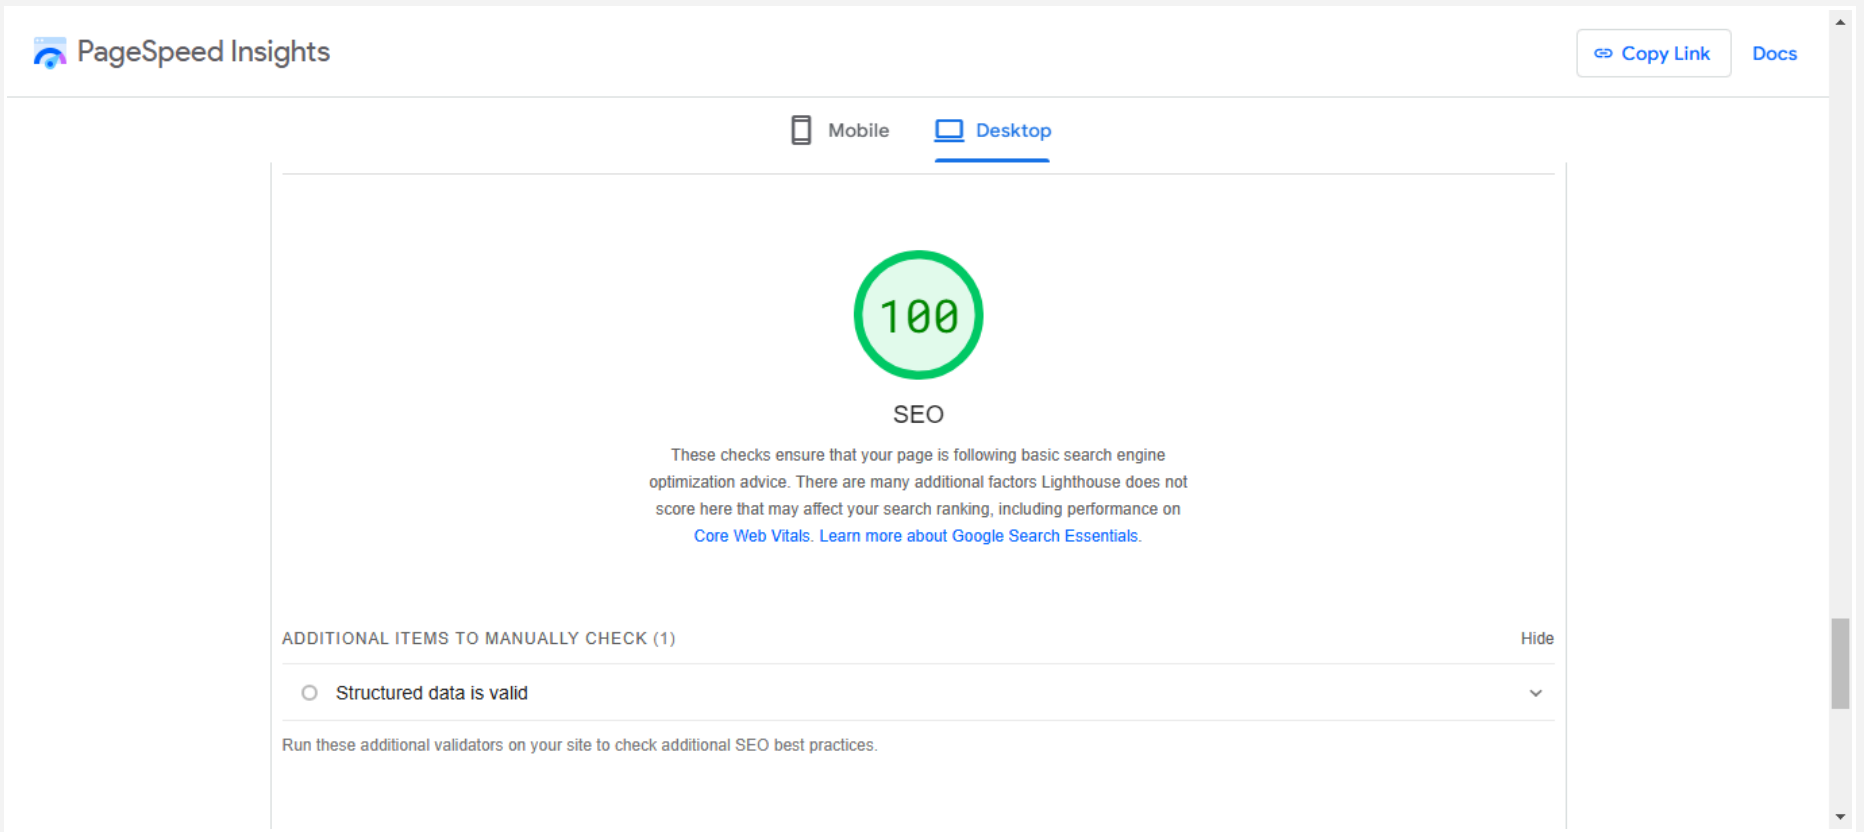 PageSpeed Insights
Copy Link
Docs
Mobile
Desktop
100
SEO
These checks ensure that your page is following basic search engine
optimization advice. There are many additional factors Lighthouse does not
score here that may affect your search ranking, including performance on
Core Web Vitals. Learn more about Google Search Essentials.
ADDITIONAL ITEMS TO MANUALLY CHECK (1)
Hide
Structured data is valid
Run these additional validators on your site to check additional SEO best practices.